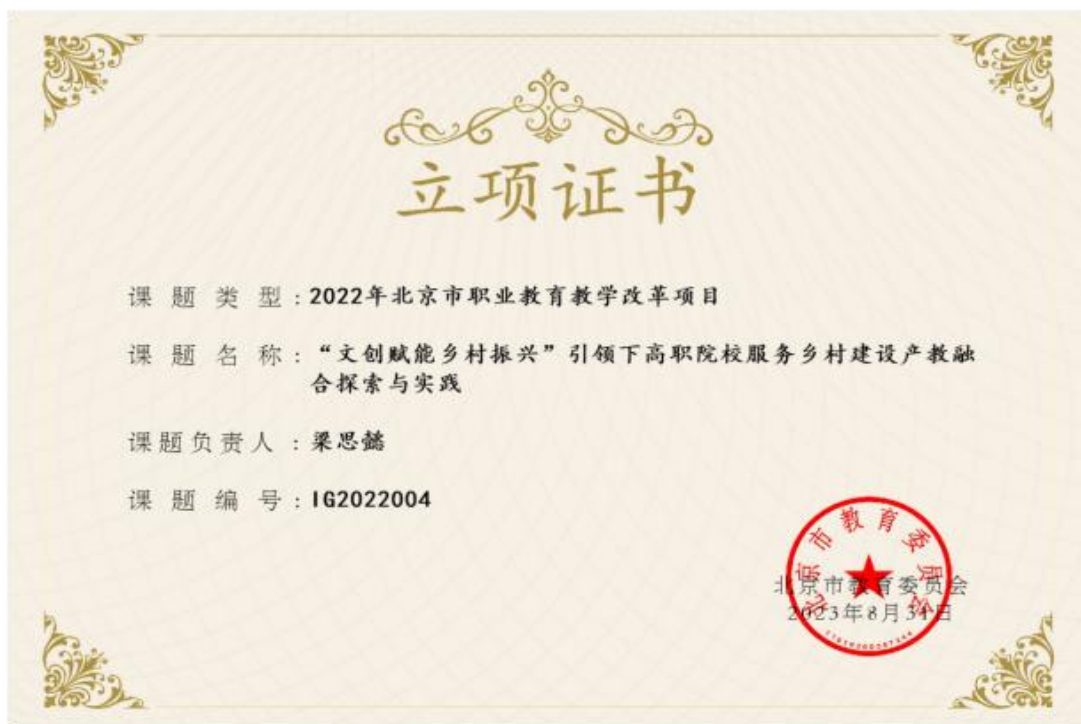 立项证书
课题类型：2022年北京市职业教育教学改革项目
课题名称：“文创赋能乡村振兴”引领下高职院校服务乡村建设产教融
合探索与实践
课题负责人：梁思懿
课题编号：IG2022004
北京市教育委员会
北京市教育委员会
2023年8月31日